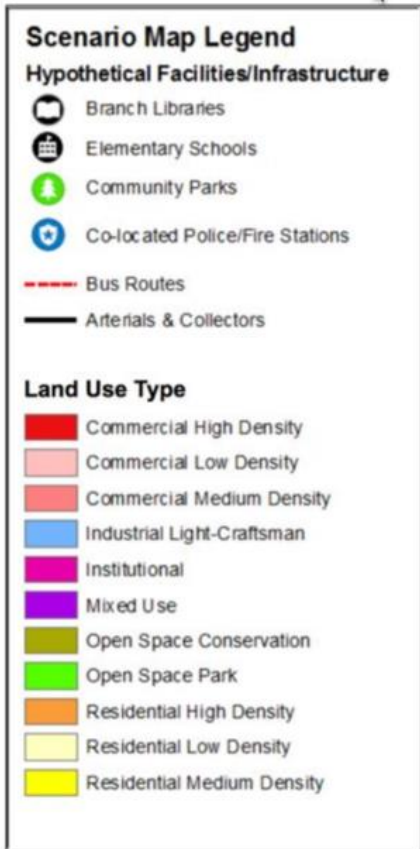 Scenario Map Legend
Hypothetical Facilities/Infrastructure
Branch Libraries
Elementary Schools
Community Parks
Co-located Police/Fire Stations
Bus Routes
Arterials & Collectors
Land Use Type
Commercial High Density
Commercial Low Density
Commercial Medium Density
Industrial Light-Craftsman
Institutional
Mixed Use
Open Space Conservation
Open Space Park
Residential High Density
Residential Low Density
Residential Medium Density